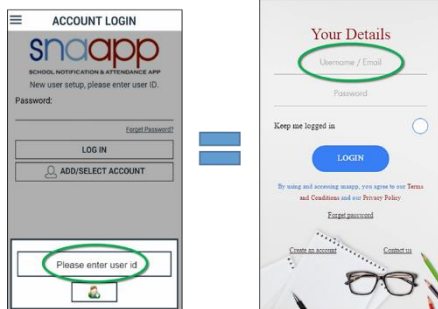 ACCOUNT LOGIN
snaapp
SCHOOL NOTIFICATION & ATTENDANCE APP
New user setup, please enter user ID.
Password:
Forget Password?
LOG IN
ADD/SELECT ACCOUNT
Please enter user id
Your Details
Username / Email
Password
Keep me logged in
LOGIN
By using and accessing snaapp, you agree to our Terms
and Conditions and our Privacy Policy
Forget password
Create an account
Contact us